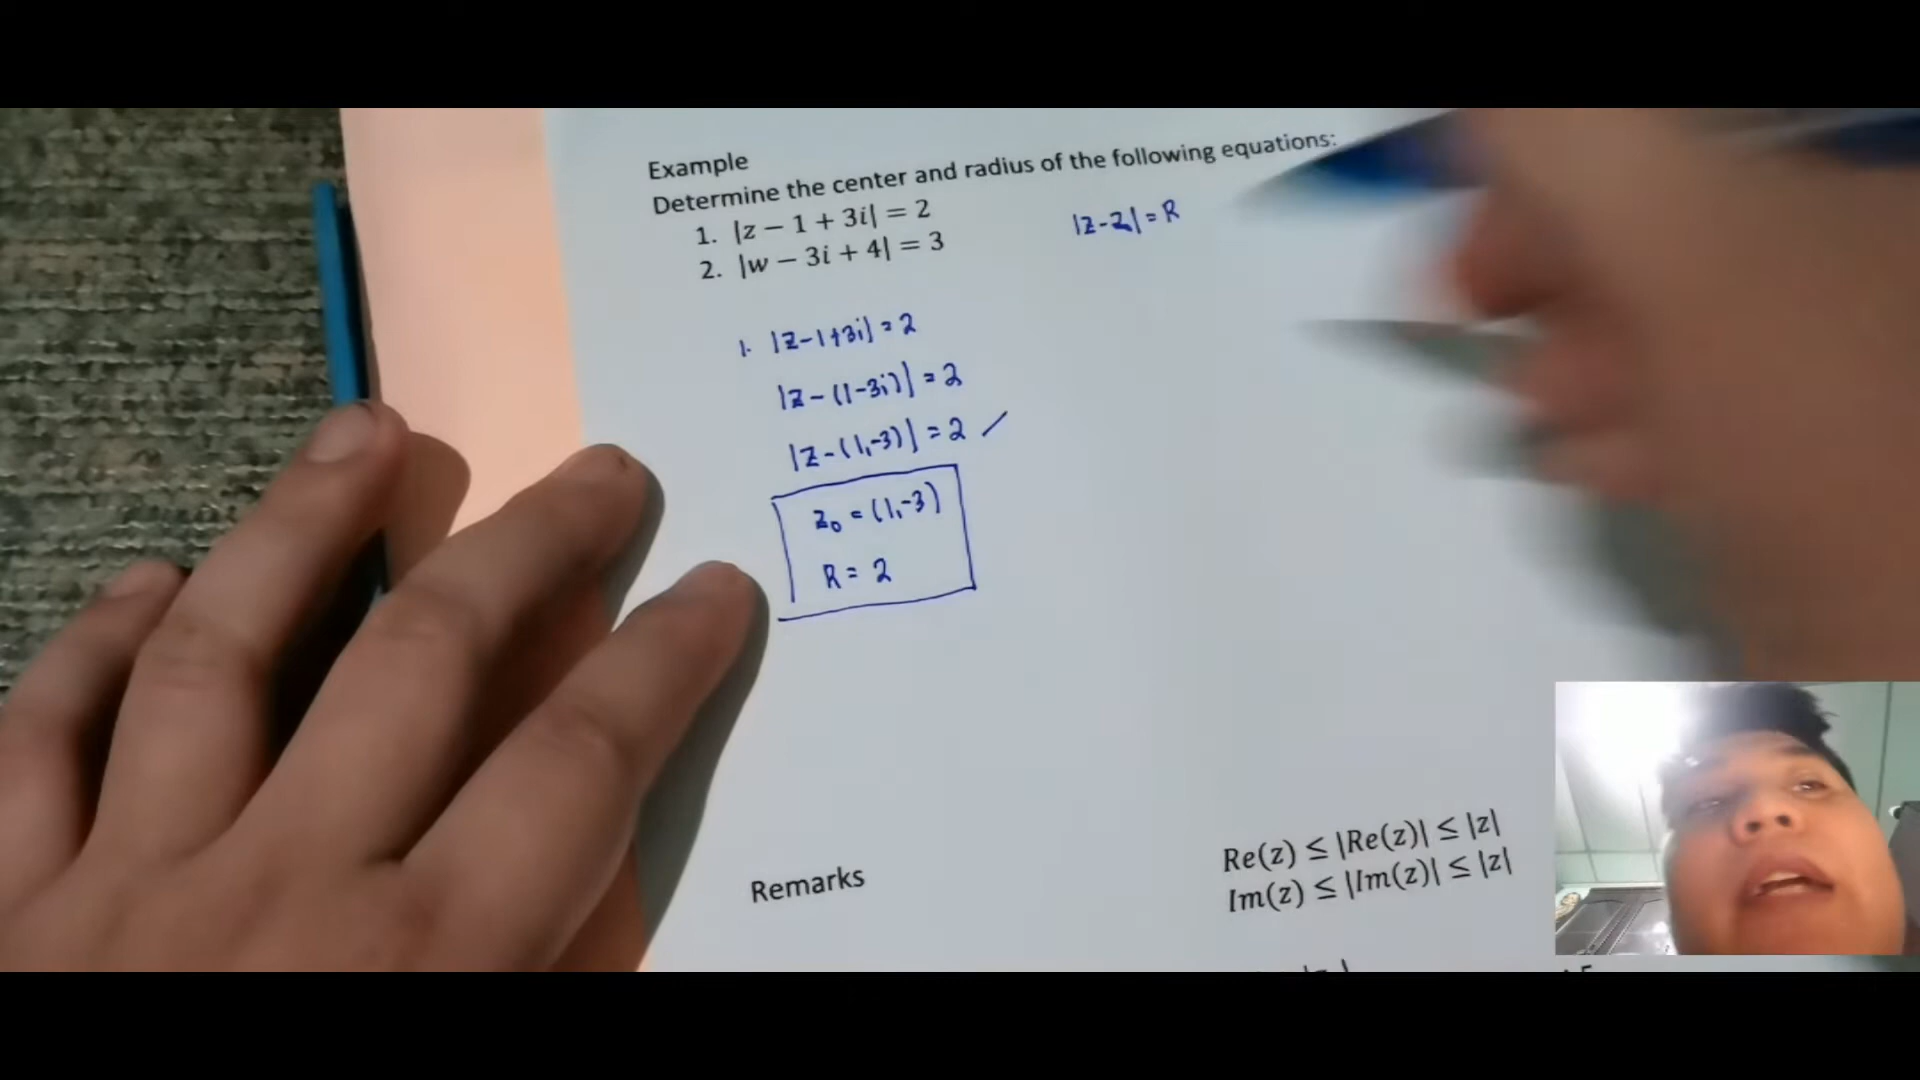 Example
Determine the center and radius of the following equations:
1. |z − 1 + 3i| = 2
2. |w − 3i + 4| = 3
|z-z₀| = R
1. |z-1+3i| = 2
|z-(1-3i)| = 2
|z-(1,-3)| = 2
z₀ = (1,-3)
R = 2
Remarks
Re(z) ≤ |Re(z)| ≤ |z|
Im(z) ≤ |Im(z)| ≤ |z|